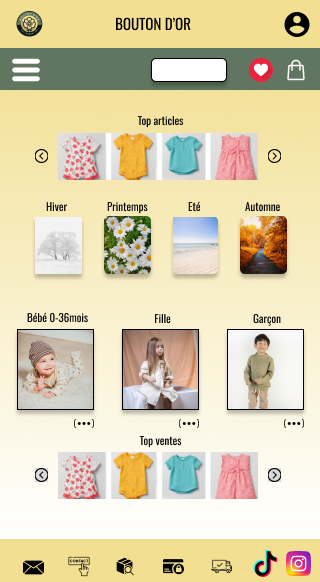 BOUTON D'OR
Top articles
Hiver
Printemps
Eté
Automne
Bébé 0-36mois
Fille
Garçon
(•••)
(•••)
(•••)
Top ventes
CONTACT